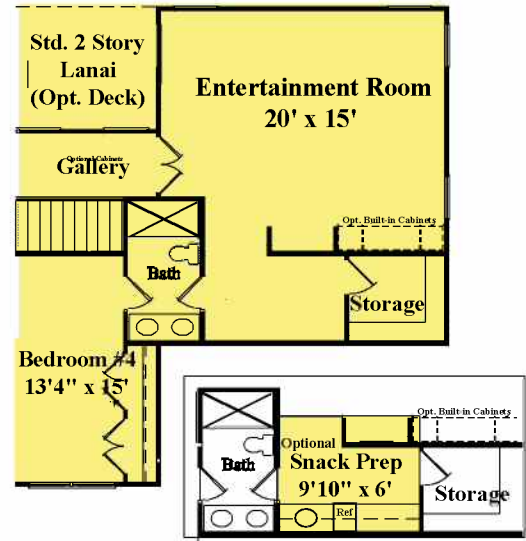 Std. 2 Story
Lanai
(Opt. Deck)
Entertainment Room
20' x 15'
Optional Cabinets
Gallery
Opt. Built-in Cabinets
Bath
Storage
Bedroom #4
13'4" x 15'
Opt. Built-in Cabinets
Optional
Snack Prep
9'10" x 6'
Bath
Storage
Ref